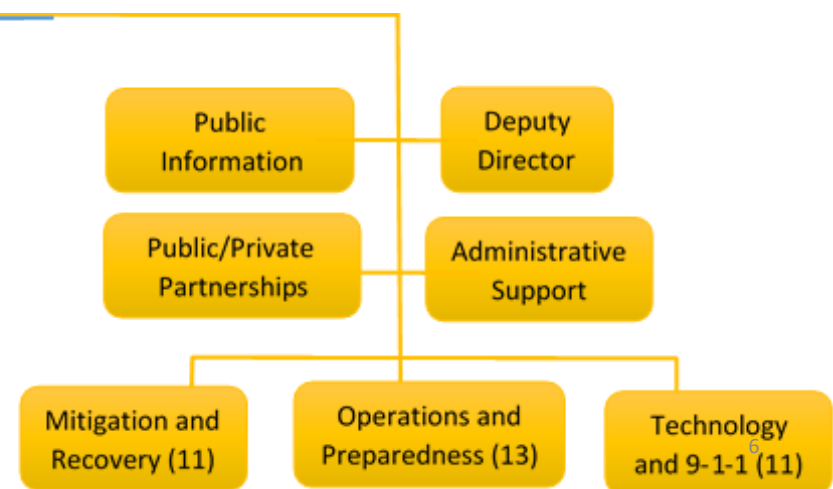 Public
Information
Deputy
Director
Public/Private
Partnerships
Administrative
Support
Mitigation and
Recovery (11)
Operations and
Preparedness (13)
Technology
and 9-1-1 (11)
6